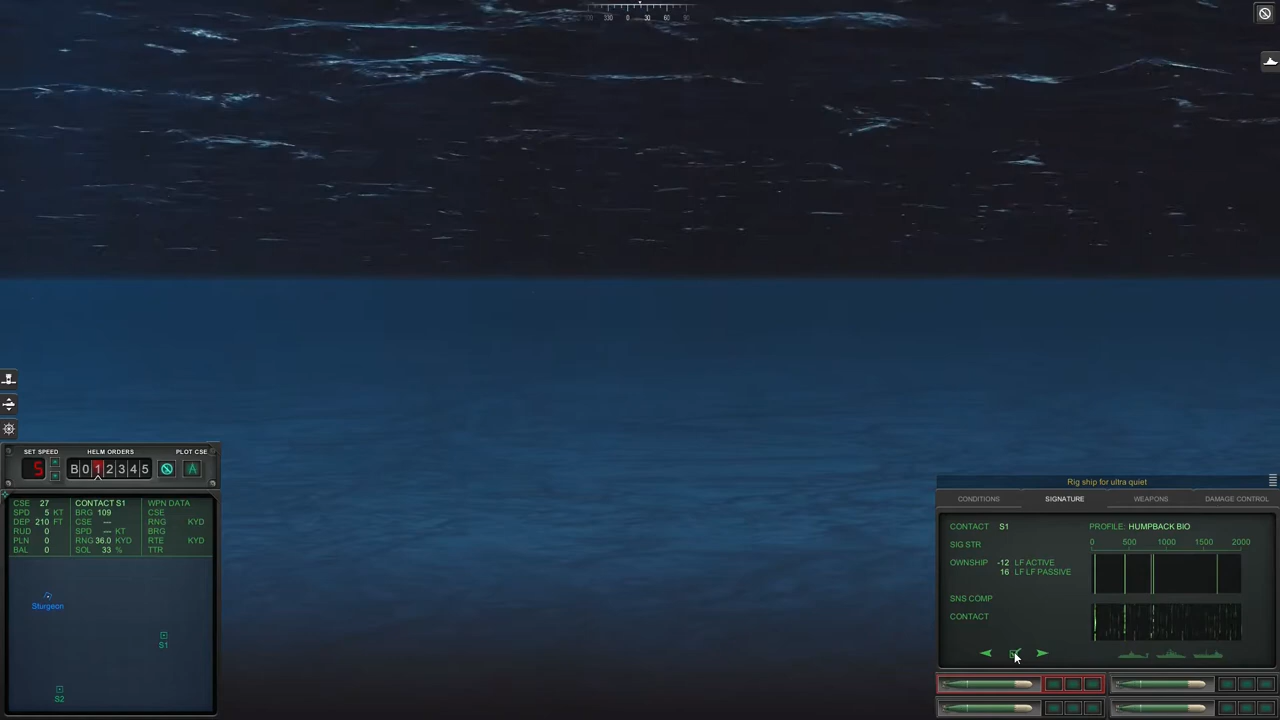 300 330 0 30 60 90
SET SPEED HELM ORDERS PLOT CSE
5 B 0 1 2 3 4 5 A
CSE 27 CONTACT S1 WPN DATA
SPD 5 KT BRG 109 CSE
DEP 210 FT CSE --- RNG KYD
RUD 0 SPD --- KT BRG
PLN 0 RNG 36.0 KYD RTE KYD
BAL 0 SOL 33 % TTR
Sturgeon
S1
S2
Rig ship for ultra quiet
CONDITIONS SIGNATURE WEAPONS DAMAGE CONTROL
CONTACT S1 PROFILE: HUMPBACK BIO
SIG STR 0 500 1000 1500 2000
OWNSHIP -12 LF ACTIVE
16 LF LF PASSIVE
SNS COMP
CONTACT